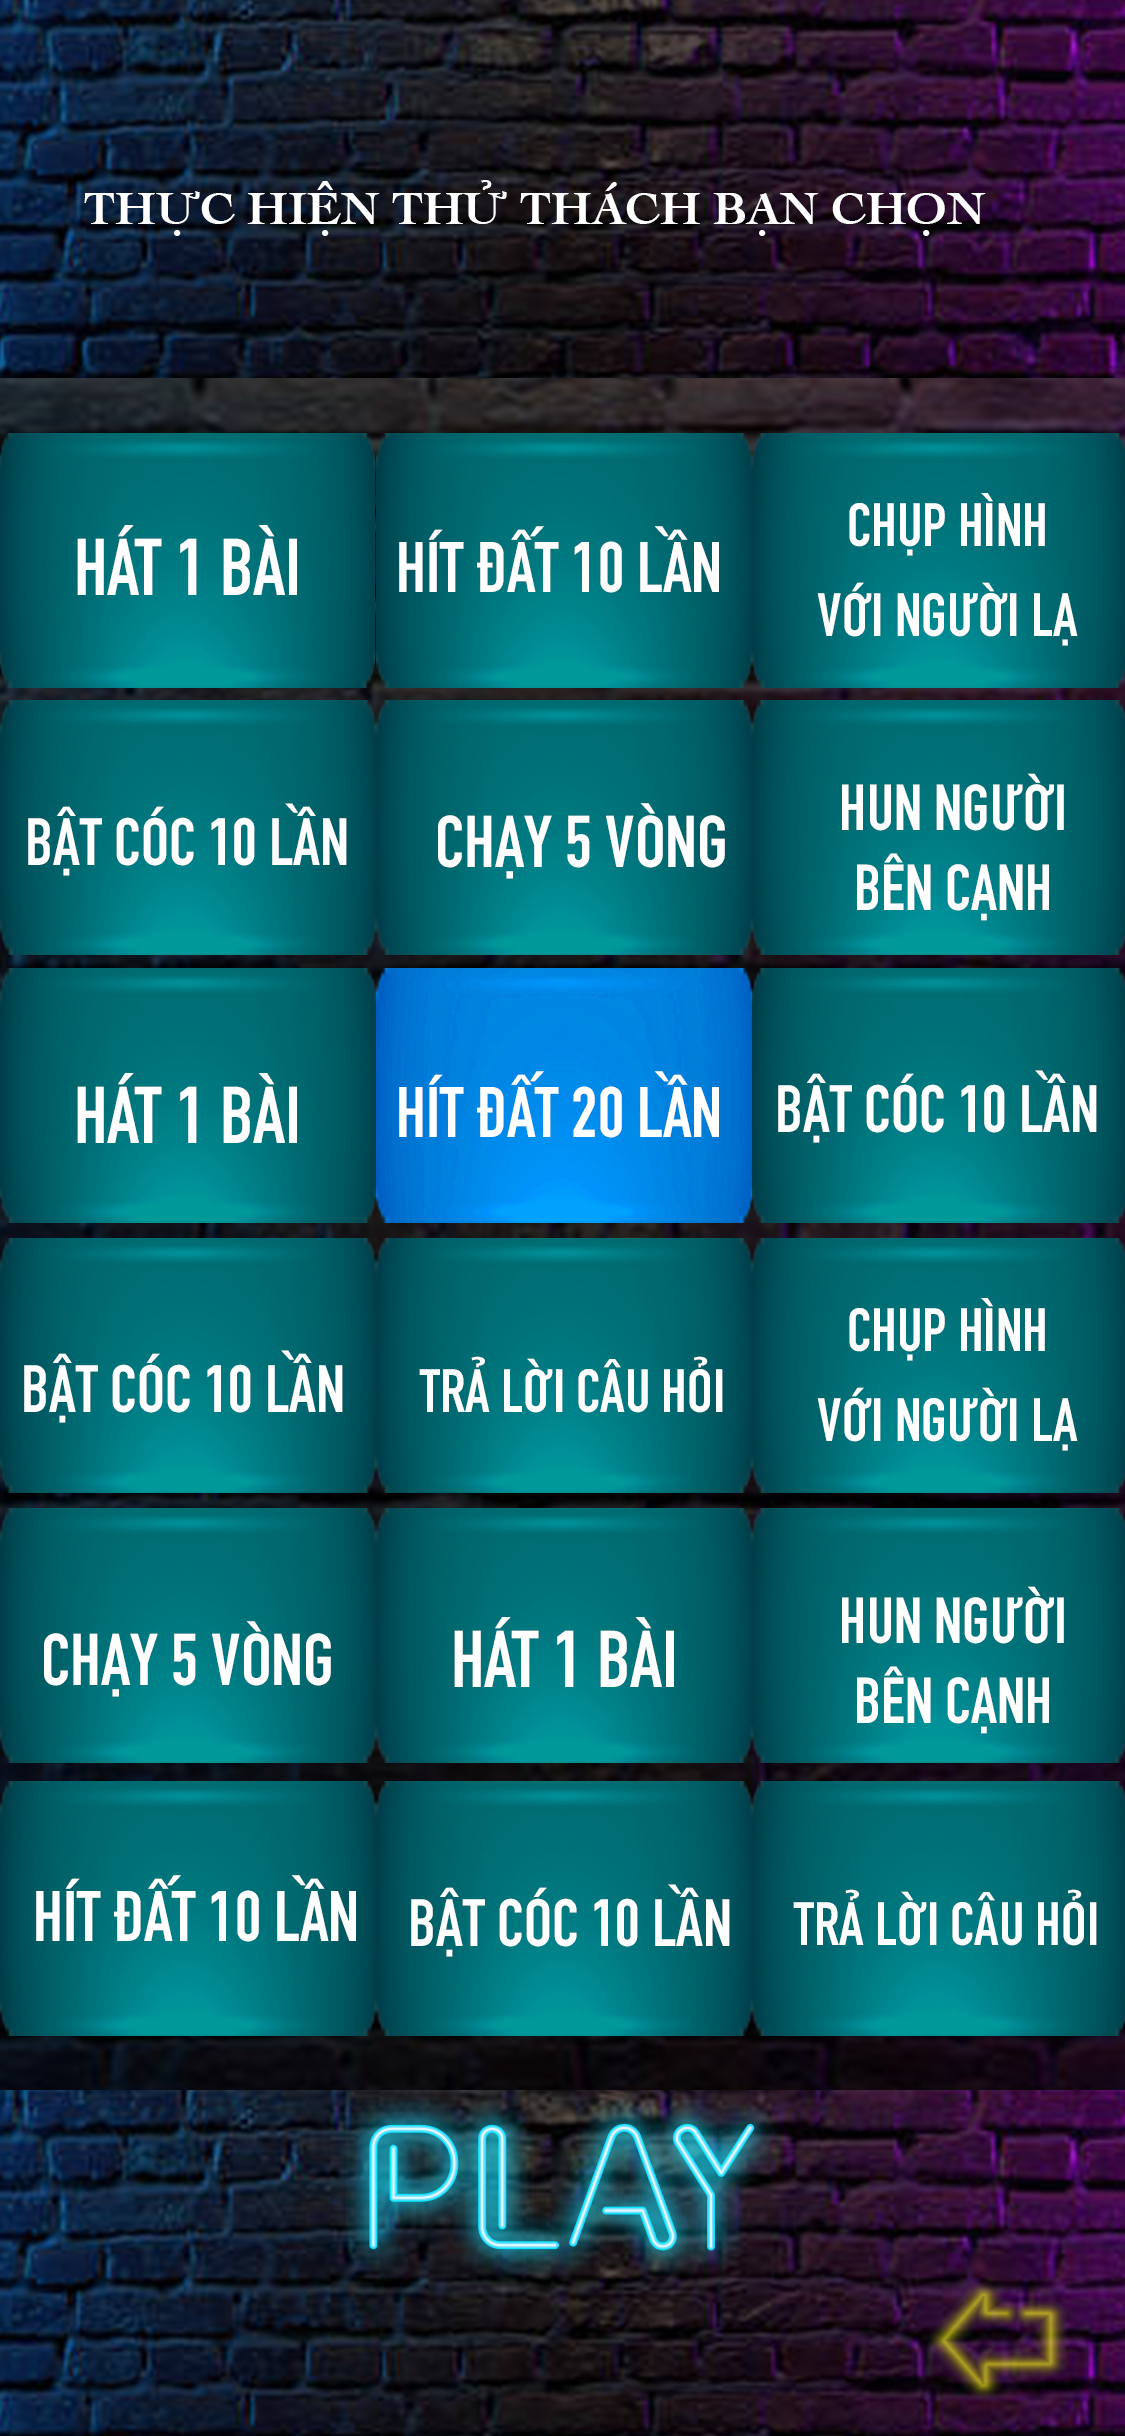 THỰC HIỆN THỬ THÁCH BẠN CHỌN
HÁT 1 BÀI
HÍT ĐẤT 10 LẦN
CHỤP HÌNH
VỚI NGƯỜI LẠ
BẬT CÓC 10 LẦN
CHẠY 5 VÒNG
HUN NGƯỜI
BÊN CẠNH
HÁT 1 BÀI
HÍT ĐẤT 20 LẦN
BẬT CÓC 10 LẦN
BẬT CÓC 10 LẦN
TRẢ LỜI CÂU HỎI
CHỤP HÌNH
VỚI NGƯỜI LẠ
CHẠY 5 VÒNG
HÁT 1 BÀI
HUN NGƯỜI
BÊN CẠNH
HÍT ĐẤT 10 LẦN
BẬT CÓC 10 LẦN
TRẢ LỜI CÂU HỎI
PLAY